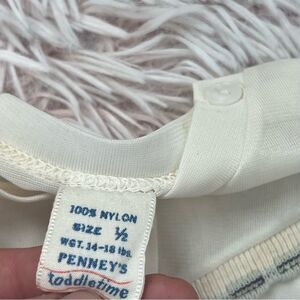 100% NYLON
SIZE 1/2
WGT. 14-18 lbs.
PENNEY'S
toddletime